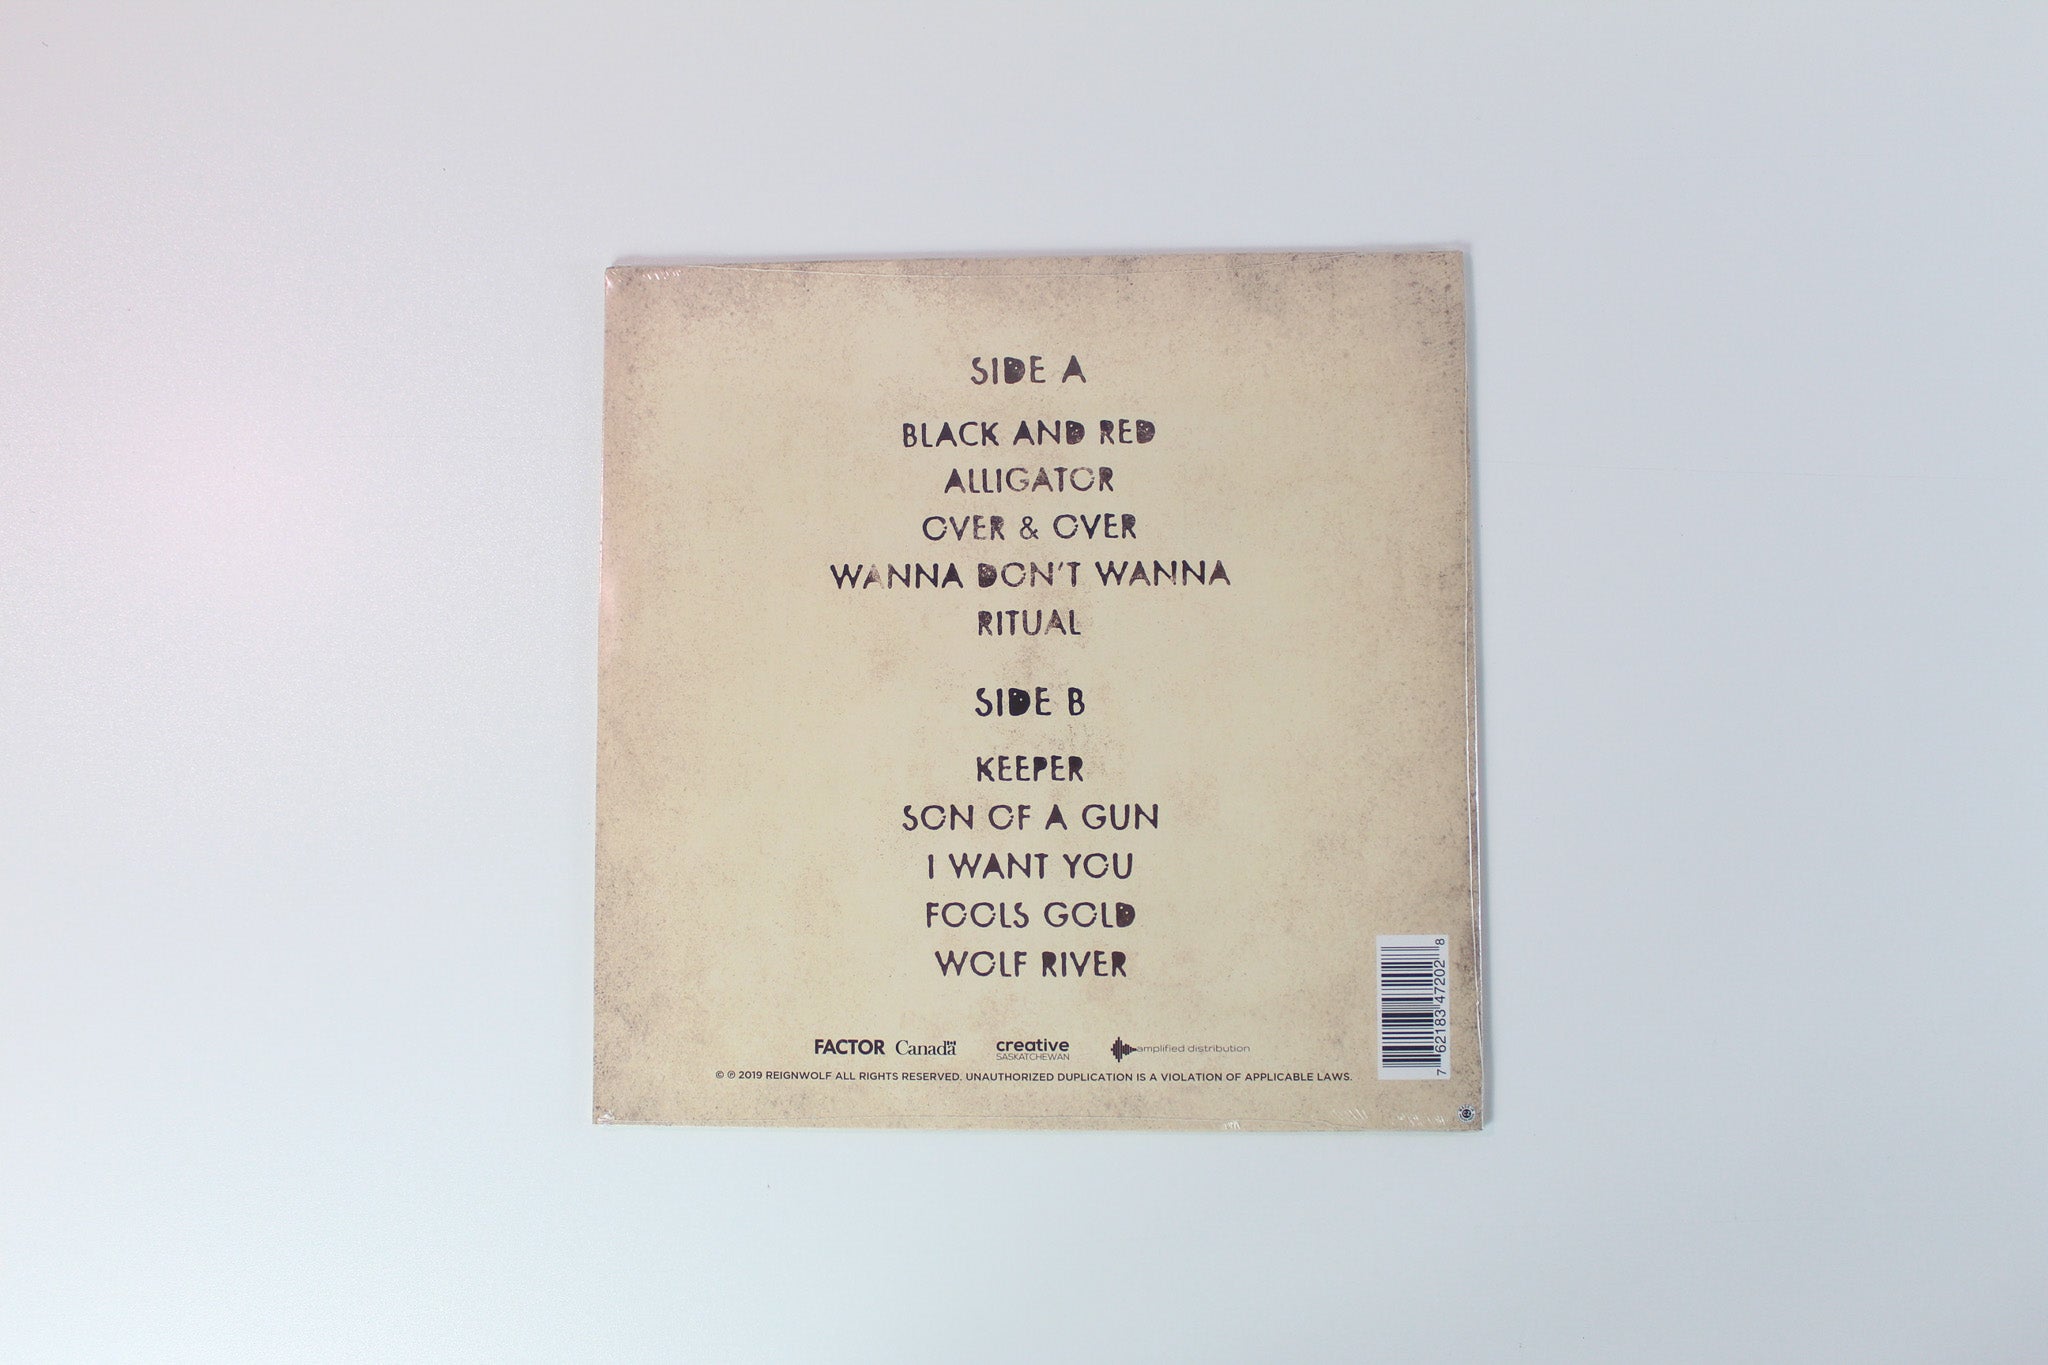 SIDE A
BLACK AND RED
ALLIGATOR
OVER & OVER
WANNA DON'T WANNA
RITUAL
SIDE B
KEEPER
SON OF A GUN
I WANT YOU
FOOLS GOLD
WOLF RIVER
FACTOR Canada creative SASKATCHEWAN amplified distribution
© ℗ 2019 REIGNWOLF ALL RIGHTS RESERVED. UNAUTHORIZED DUPLICATION IS A VIOLATION OF APPLICABLE LAWS.
7 62183 47202 8